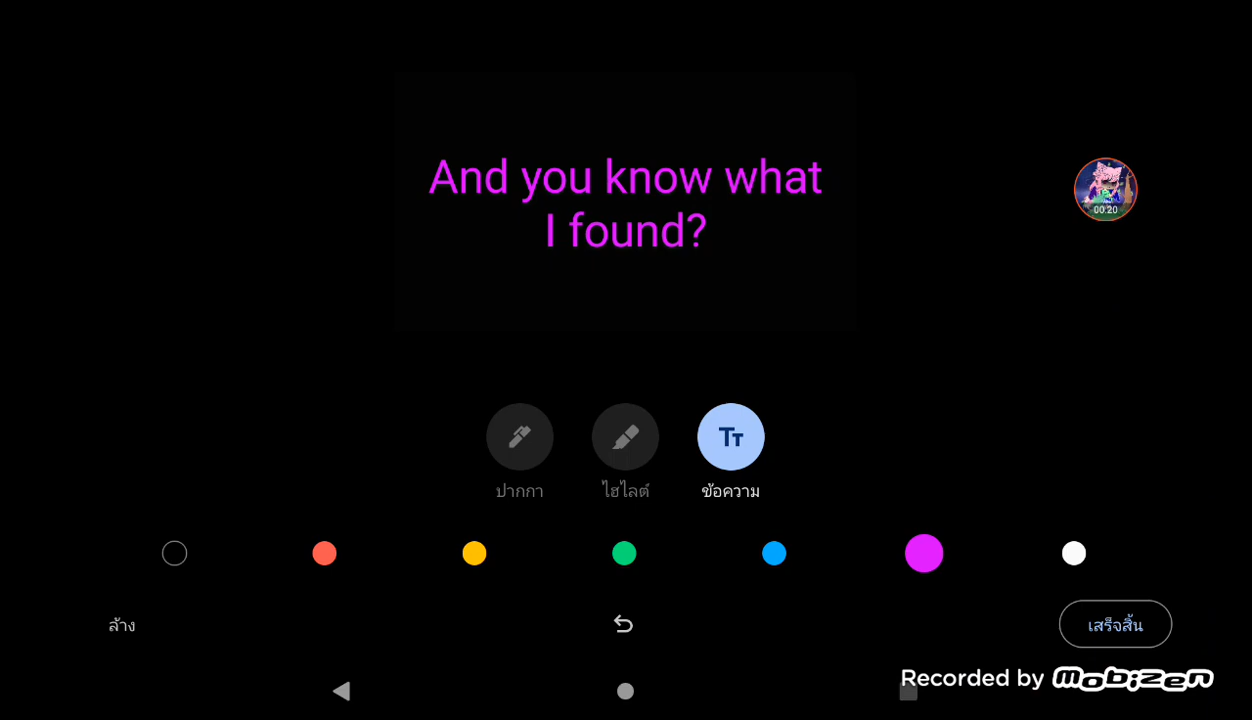 And you know what
I found?
00:20
ปากกา
ไฮไลต์
ข้อความ
ล้าง
เสร็จสิ้น
Recorded by mobizen